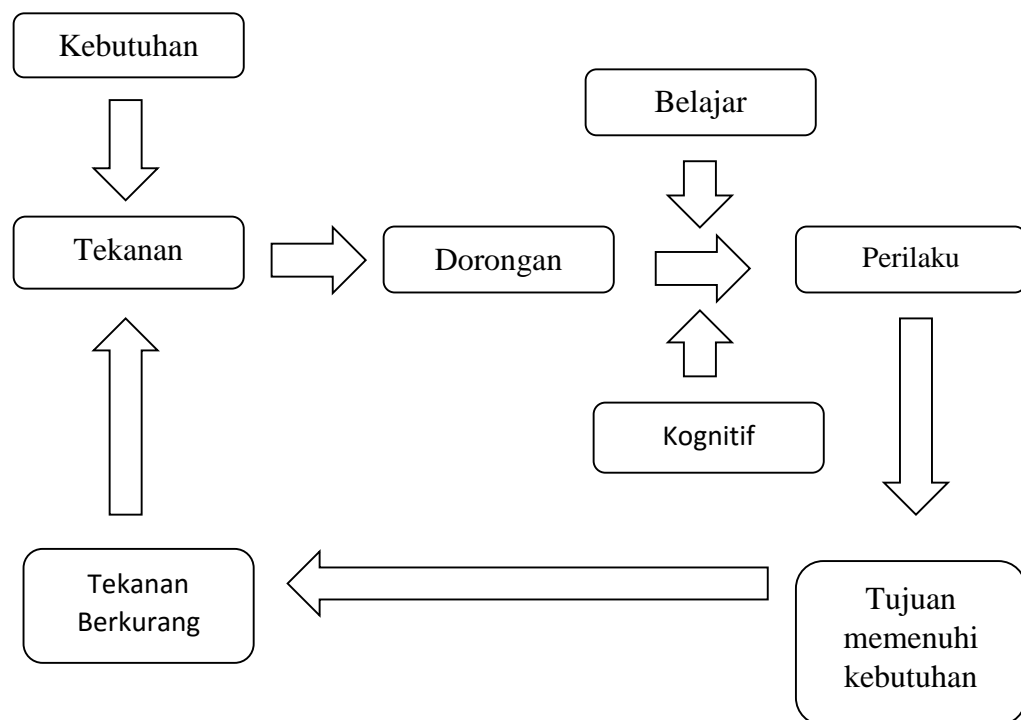 Kebutuhan
Belajar
Tekanan
Dorongan
Perilaku
Kognitif
Tekanan
Berkurang
Tujuan
memenuhi
kebutuhan